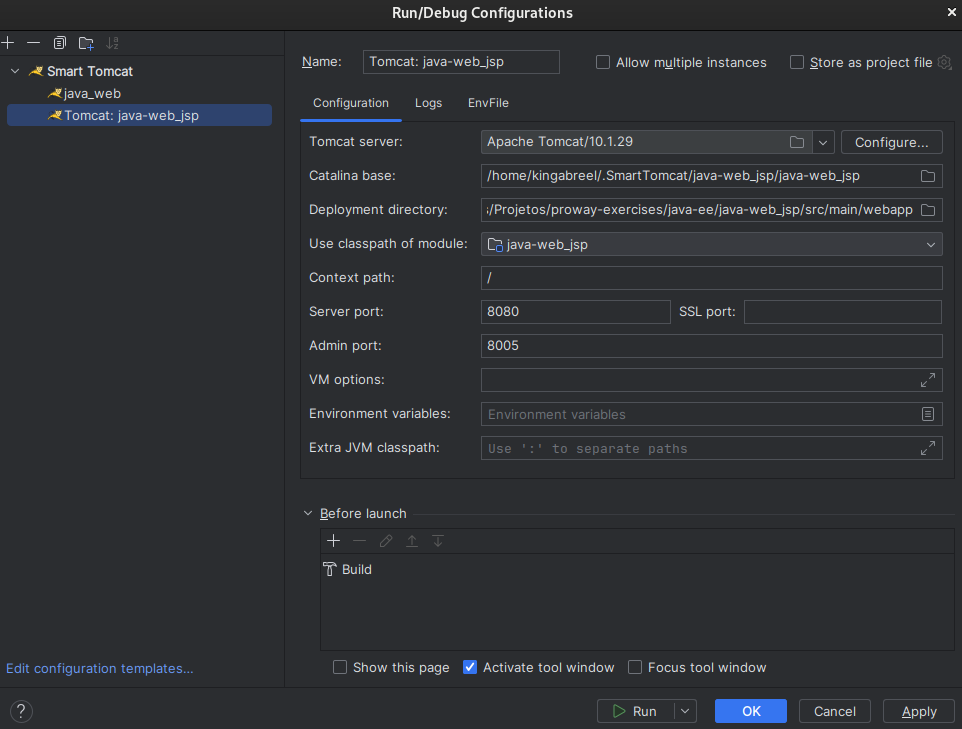 Run/Debug Configurations
Smart Tomcat
java_web
Tomcat: java-web_jsp
Edit configuration templates...
Name: Tomcat: java-web_jsp Allow multiple instances Store as project file
Configuration Logs EnvFile
Tomcat server: Apache Tomcat/10.1.29 Configure...
Catalina base: /home/kingabreel/.SmartTomcat/java-web_jsp/java-web_jsp
Deployment directory: /Projetos/proway-exercises/java-ee/java-web_jsp/src/main/webapp
Use classpath of module: java-web_jsp
Context path: /
Server port: 8080 SSL port:
Admin port: 8005
VM options:
Environment variables: Environment variables
Extra JVM classpath: Use ':' to separate paths
Before launch
Build
Show this page Activate tool window Focus tool window
? Run OK Cancel Apply